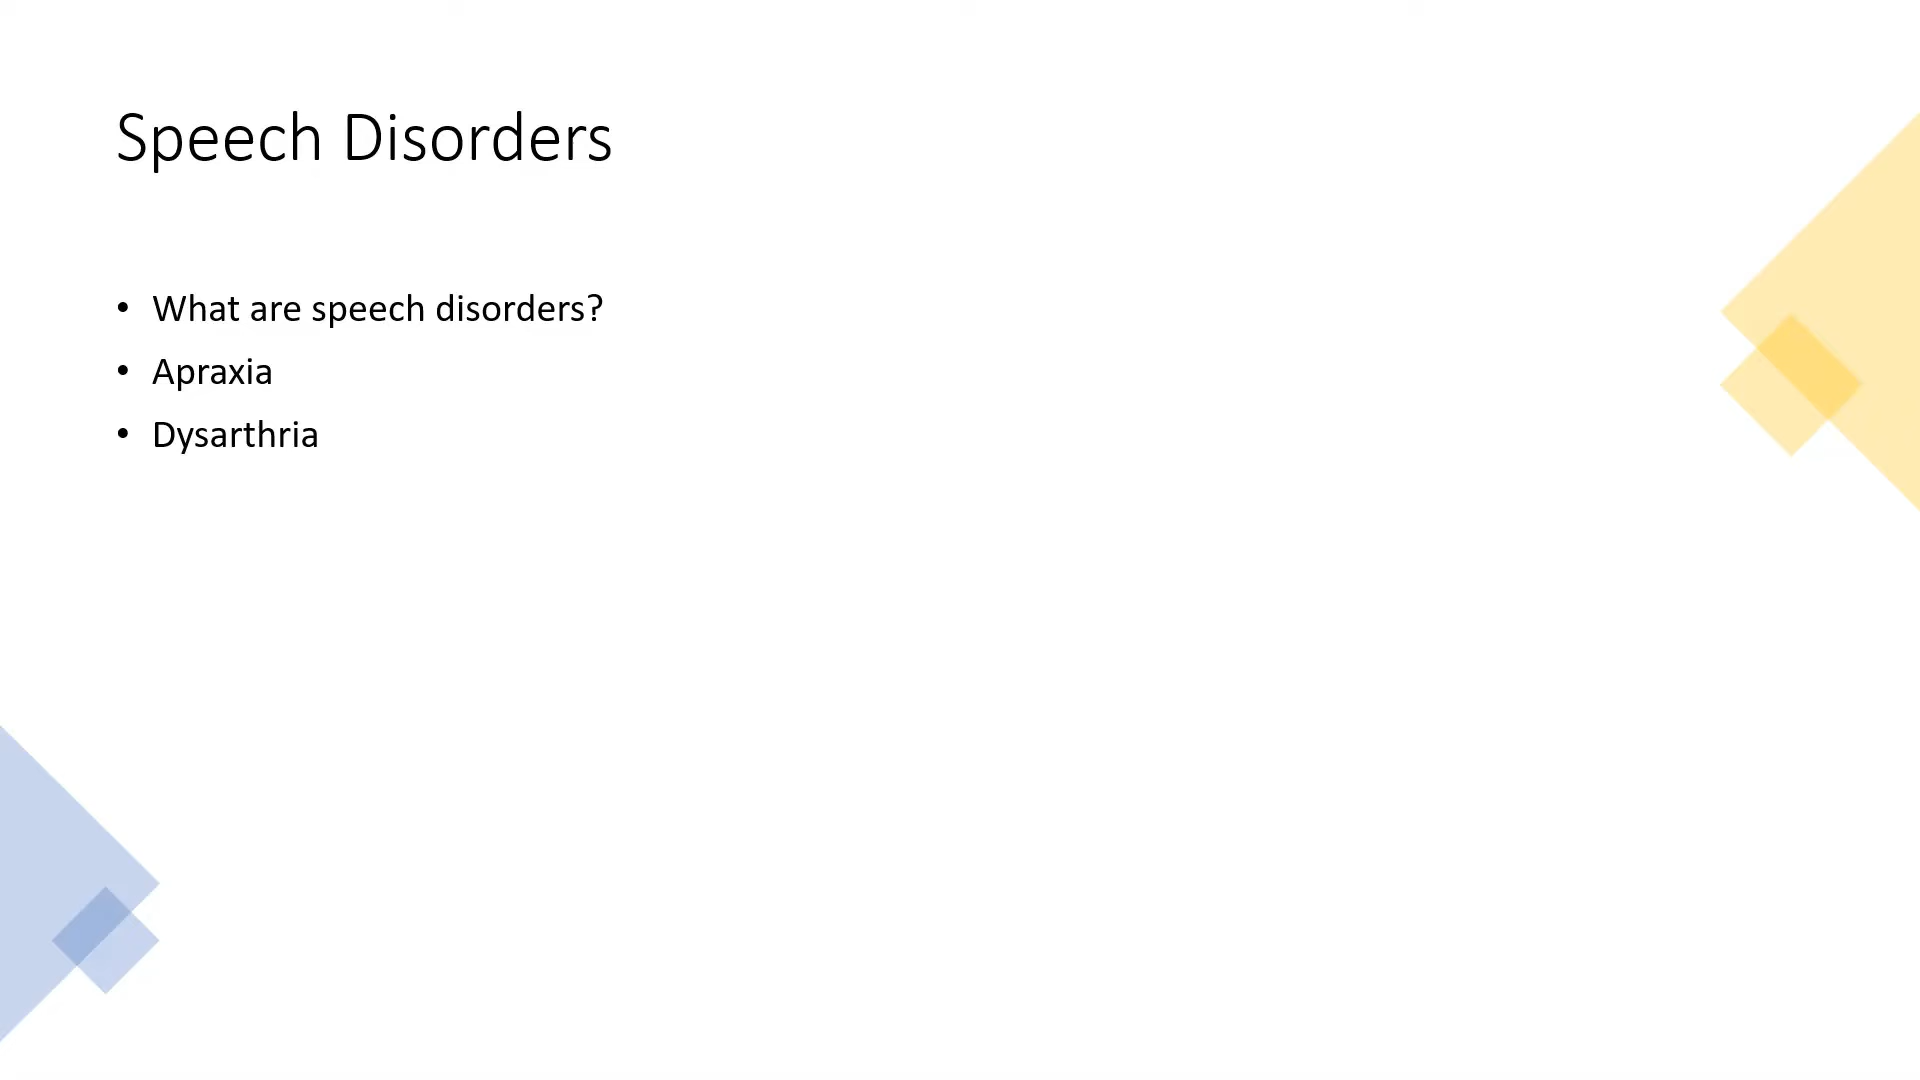 Speech Disorders
• What are speech disorders?
• Apraxia
• Dysarthria